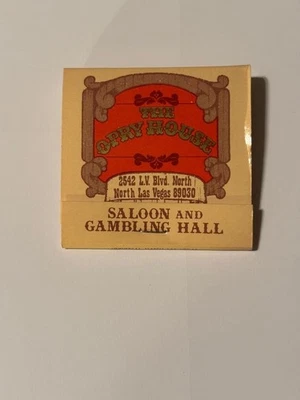 THE
OPRY HOUSE
2542 L.V. Blvd. North
North Las Vegas 89030
SALOON AND
GAMBLING HALL